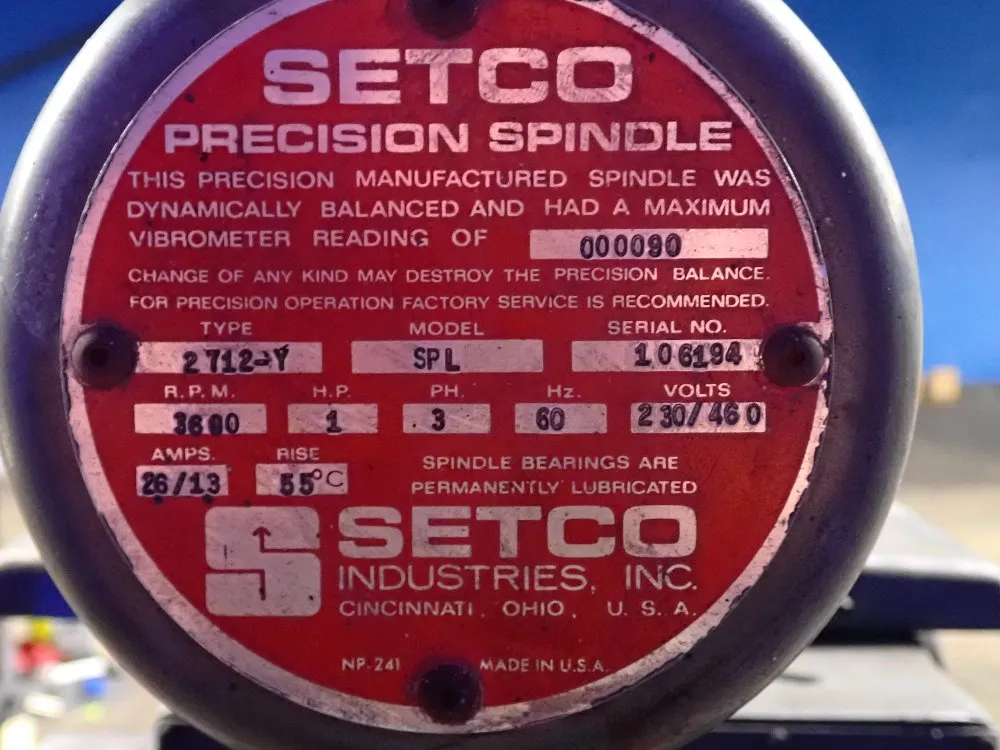 SETCO
PRECISION SPINDLE
THIS PRECISION MANUFACTURED SPINDLE WAS
DYNAMICALLY BALANCED AND HAD A MAXIMUM
VIBROMETER READING OF 000090
CHANGE OF ANY KIND MAY DESTROY THE PRECISION BALANCE.
FOR PRECISION OPERATION FACTORY SERVICE IS RECOMMENDED.
TYPE MODEL SERIAL NO.
2712-Y SPL 106194
R.P.M. H.P. PH. Hz. VOLTS
3600 1 3 60 230/460
AMPS. RISE
26/13 55°C
SPINDLE BEARINGS ARE
PERMANENTLY LUBRICATED
S SETCO
INDUSTRIES, INC.
CINCINNATI, OHIO, U.S.A.
NP-241 MADE IN U.S.A.